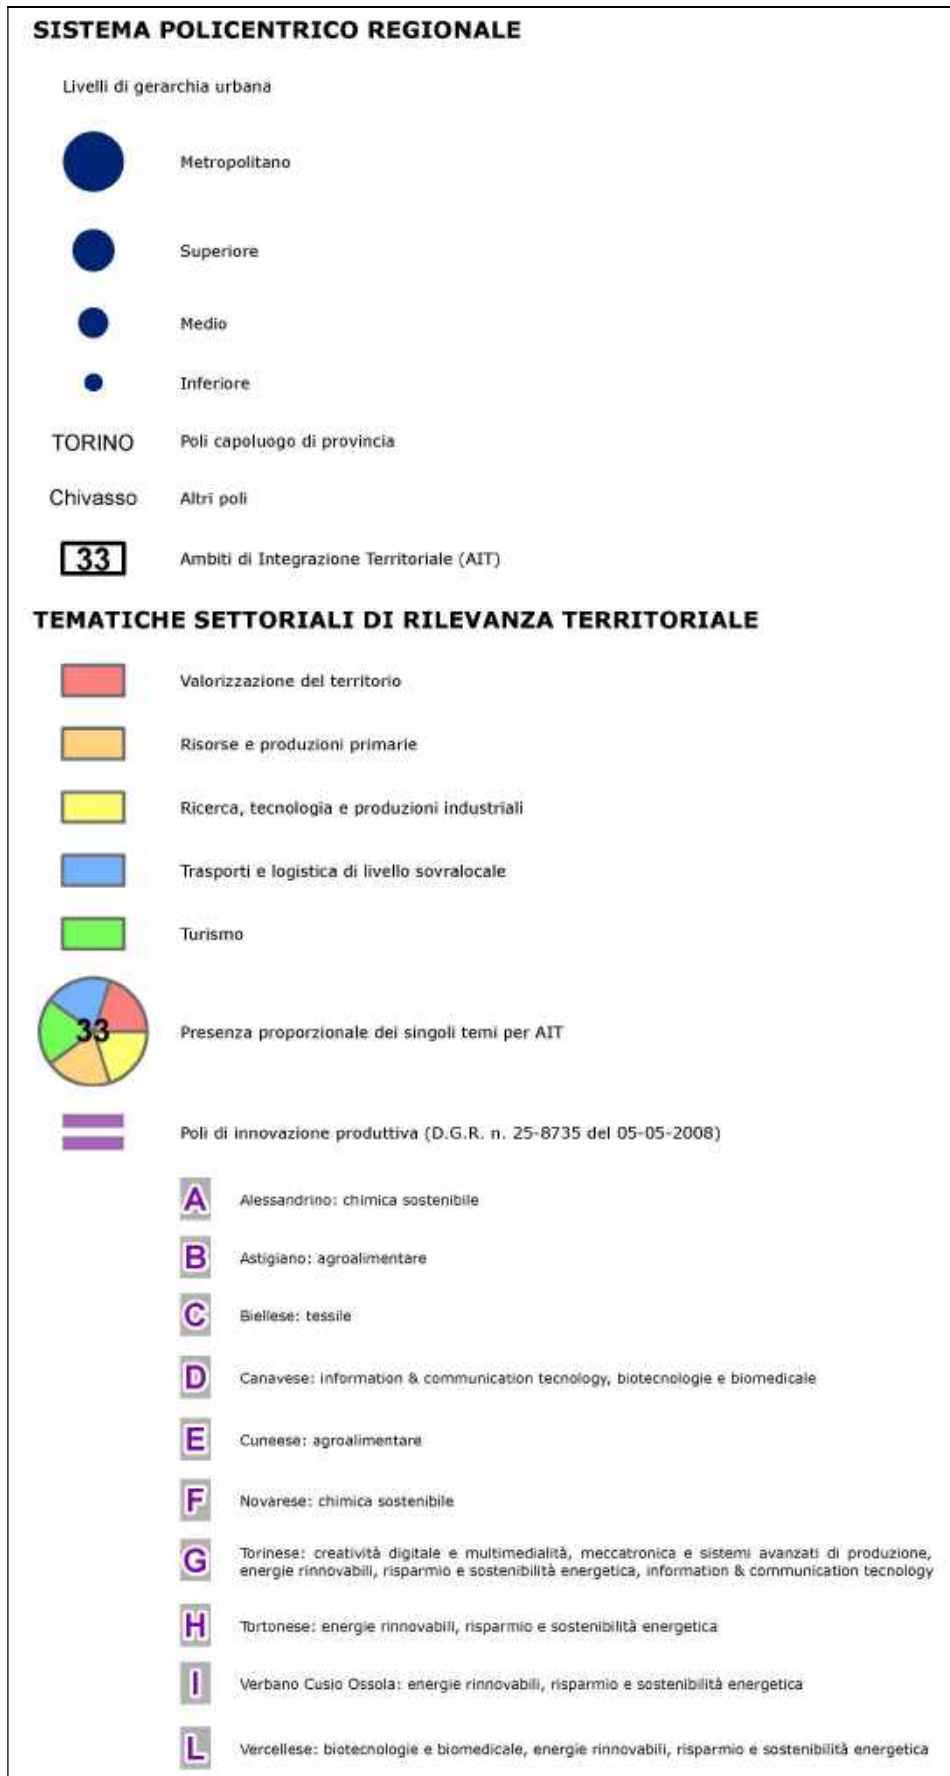 SISTEMA POLICENTRICO REGIONALE
Livelli di gerarchia urbana
Metropolitano
Superiore
Medio
Inferiore
TORINO Poli capoluogo di provincia
Chivasso Altri poli
33 Ambiti di Integrazione Territoriale (AIT)
TEMATICHE SETTORIALI DI RILEVANZA TERRITORIALE
Valorizzazione del territorio
Risorse e produzioni primarie
Ricerca, tecnologia e produzioni industriali
Trasporti e logistica di livello sovralocale
Turismo
33 Presenza proporzionale dei singoli temi per AIT
Poli di innovazione produttiva (D.G.R. n. 25-8735 del 05-05-2008)
A Alessandrino: chimica sostenibile
B Astigiano: agroalimentare
C Biellese: tessile
D Canavese: information & communication tecnology, biotecnologie e biomedicale
E Cuneese: agroalimentare
F Novarese: chimica sostenibile
G Torinese: creatività digitale e multimedialità, meccatronica e sistemi avanzati di produzione,
energie rinnovabili, risparmio e sostenibilità energetica, information & communication tecnology
H Tortonese: energie rinnovabili, risparmio e sostenibilità energetica
I Verbano Cusio Ossola: energie rinnovabili, risparmio e sostenibilità energetica
L Vercellese: biotecnologie e biomedicale, energie rinnovabili, risparmio e sostenibilità energetica